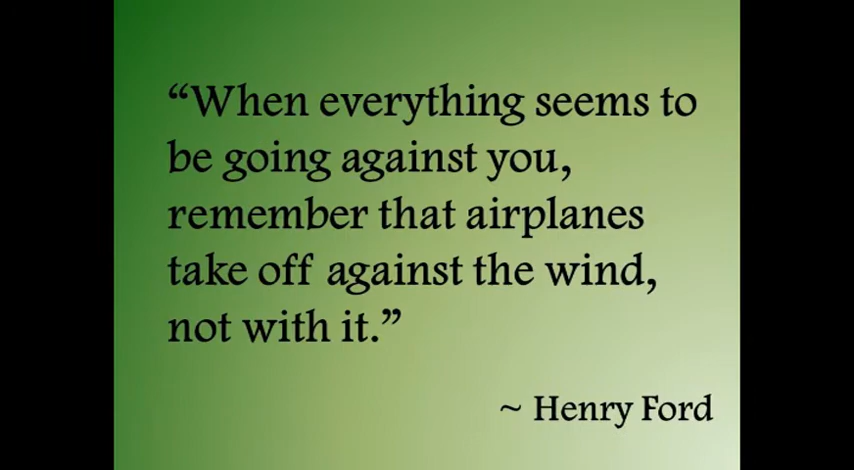 “When everything seems to
be going against you,
remember that airplanes
take off against the wind,
not with it.”
~ Henry Ford